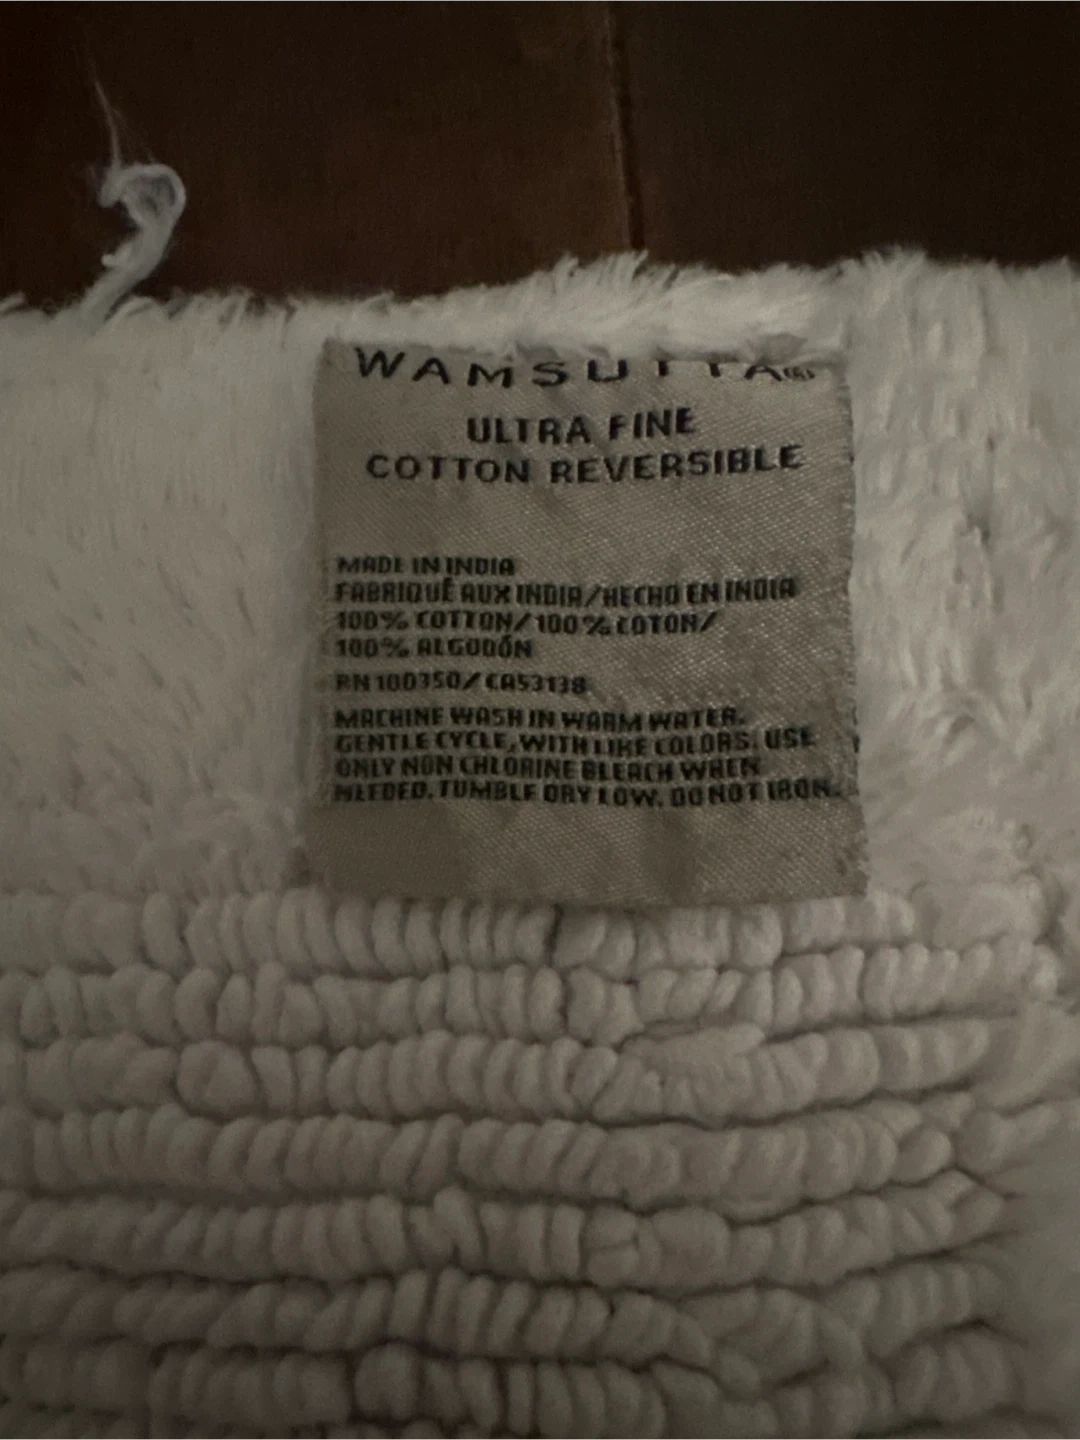 WAMSUTTA®
ULTRA FINE
COTTON REVERSIBLE
MADE IN INDIA
FABRIQUÉ AUX INDIA/HECHO EN INDIA
100% COTTON/100% COTON/
100% ALGODÓN
RN 100350/CA53138
MACHINE WASH IN WARM WATER.
GENTLE CYCLE, WITH LIKE COLORS. USE
ONLY NON CHLORINE BLEACH WHEN
NEEDED. TUMBLE DRY LOW. DO NOT IRON.